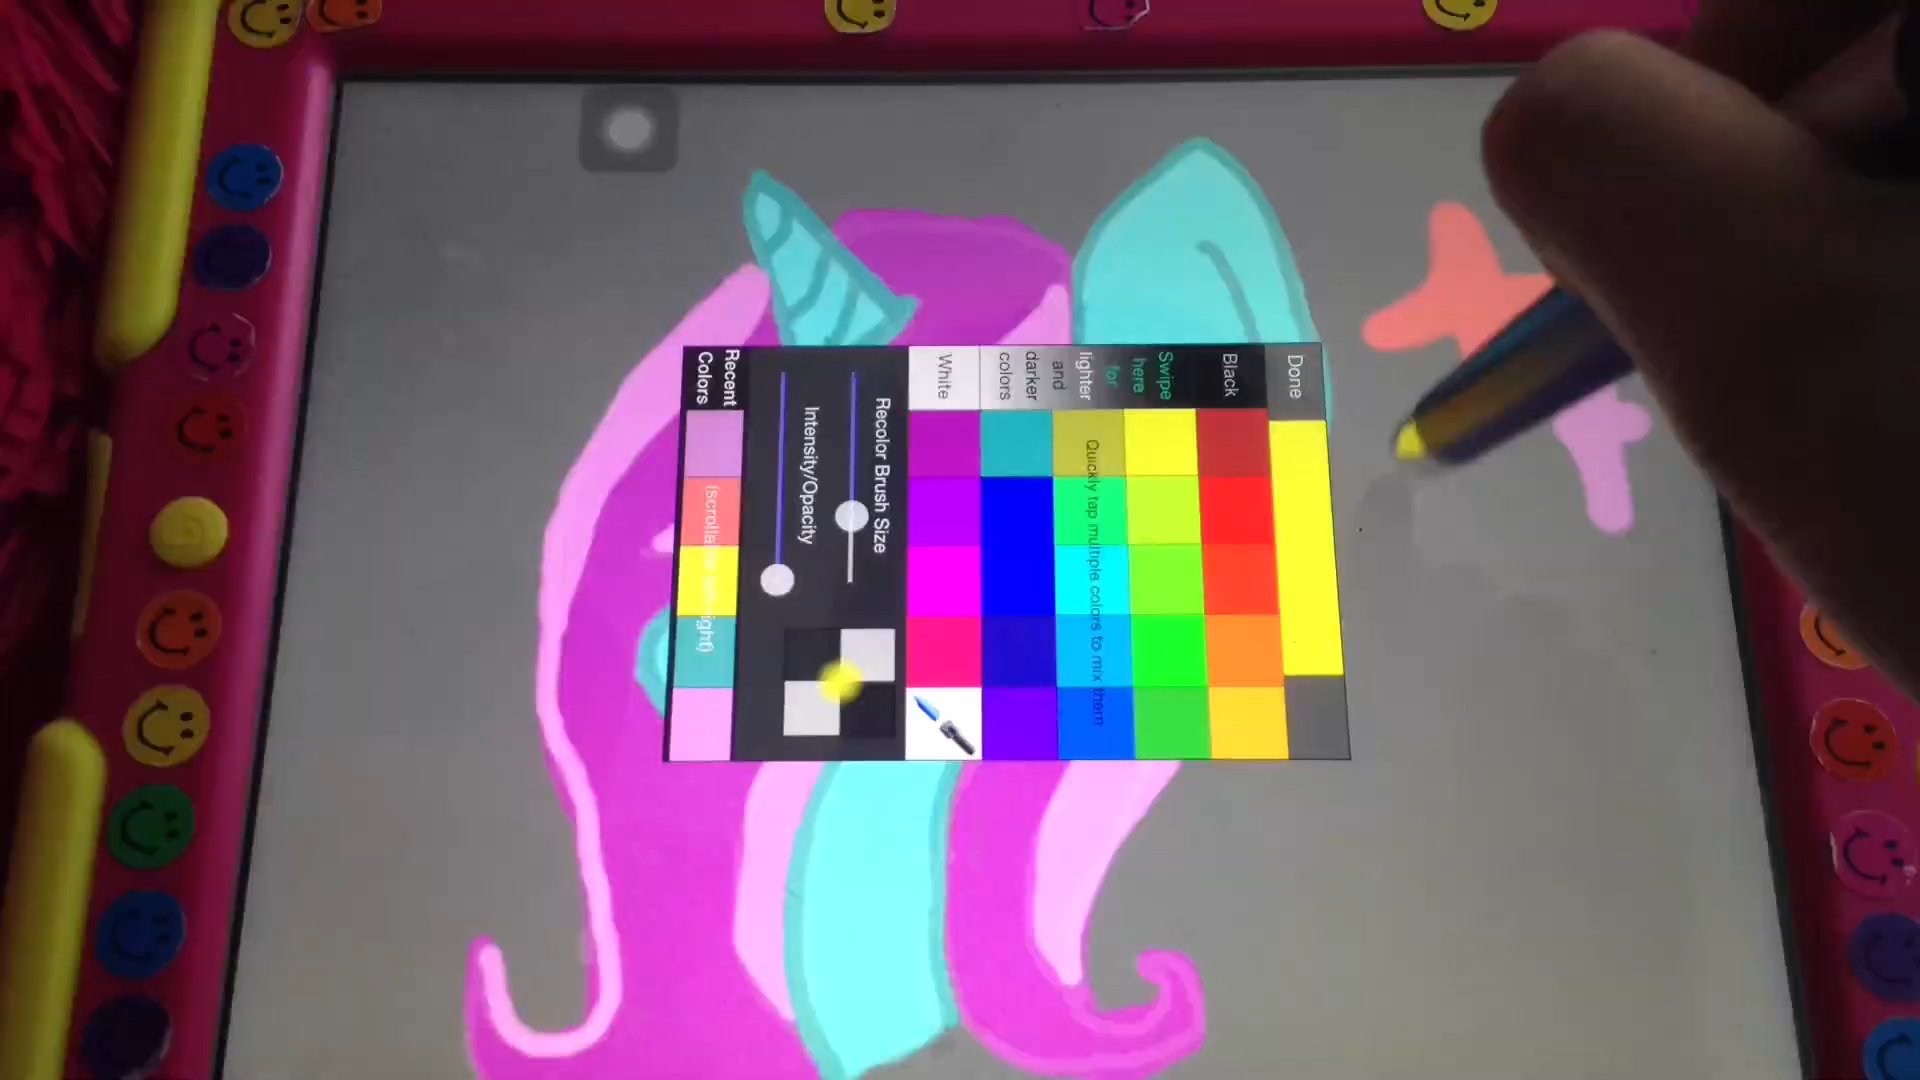 Done
Black
Swipe
here
for
lighter
and
darker
colors
White
Quickly tap multiple colors to mix them
Recolor Brush Size
Intensity/Opacity
Recent
Colors
(scroll